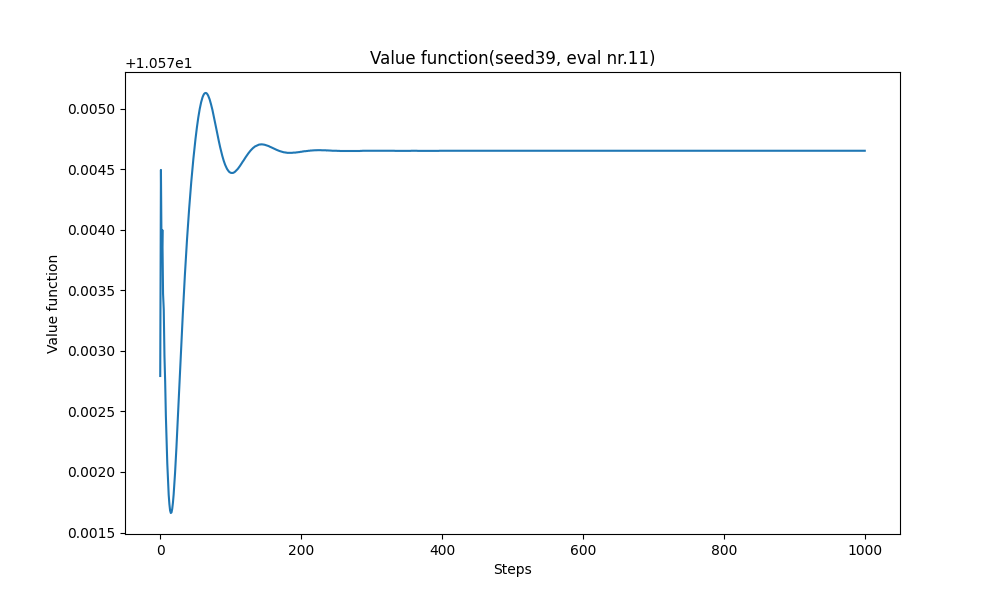 Value function(seed39, eval nr.11)
+1.057e1
0.0050
0.0045
0.0040
0.0035
0.0030
0.0025
0.0020
0.0015
Value function
0 200 400 600 800 1000
Steps